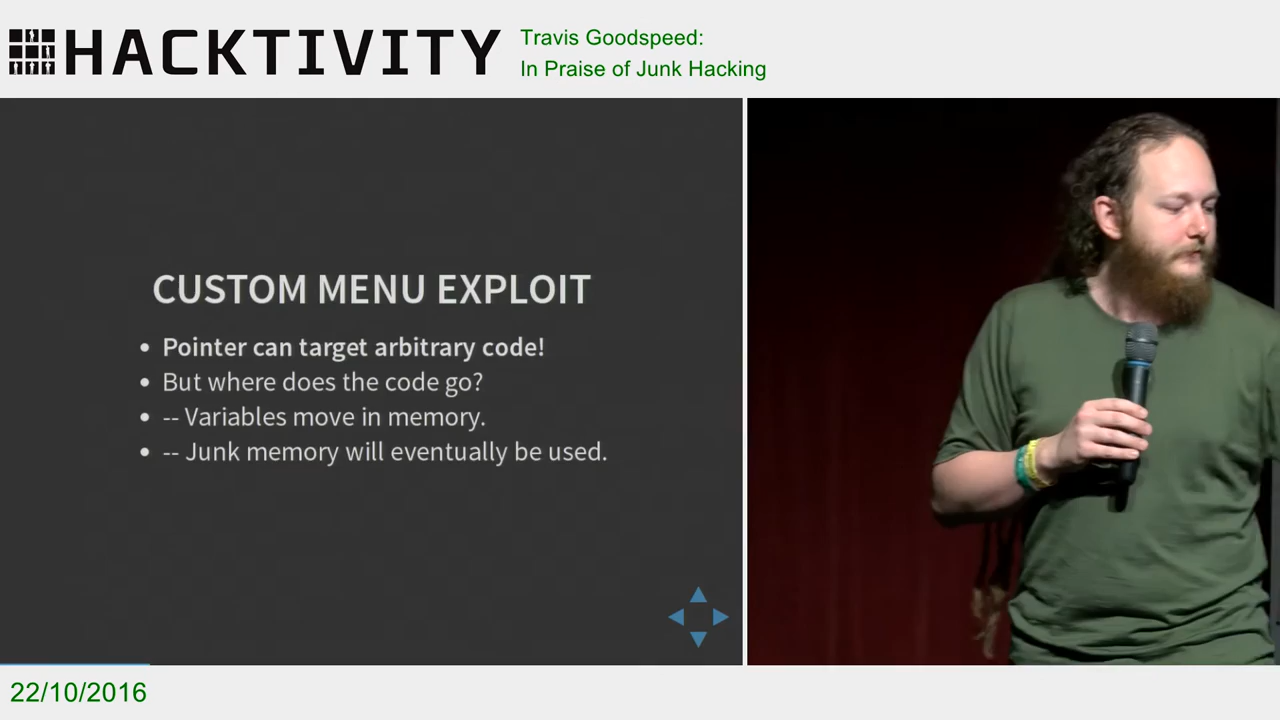 HACKTIVITY
Travis Goodspeed:
In Praise of Junk Hacking
CUSTOM MENU EXPLOIT
• Pointer can target arbitrary code!
• But where does the code go?
• -- Variables move in memory.
• -- Junk memory will eventually be used.
22/10/2016